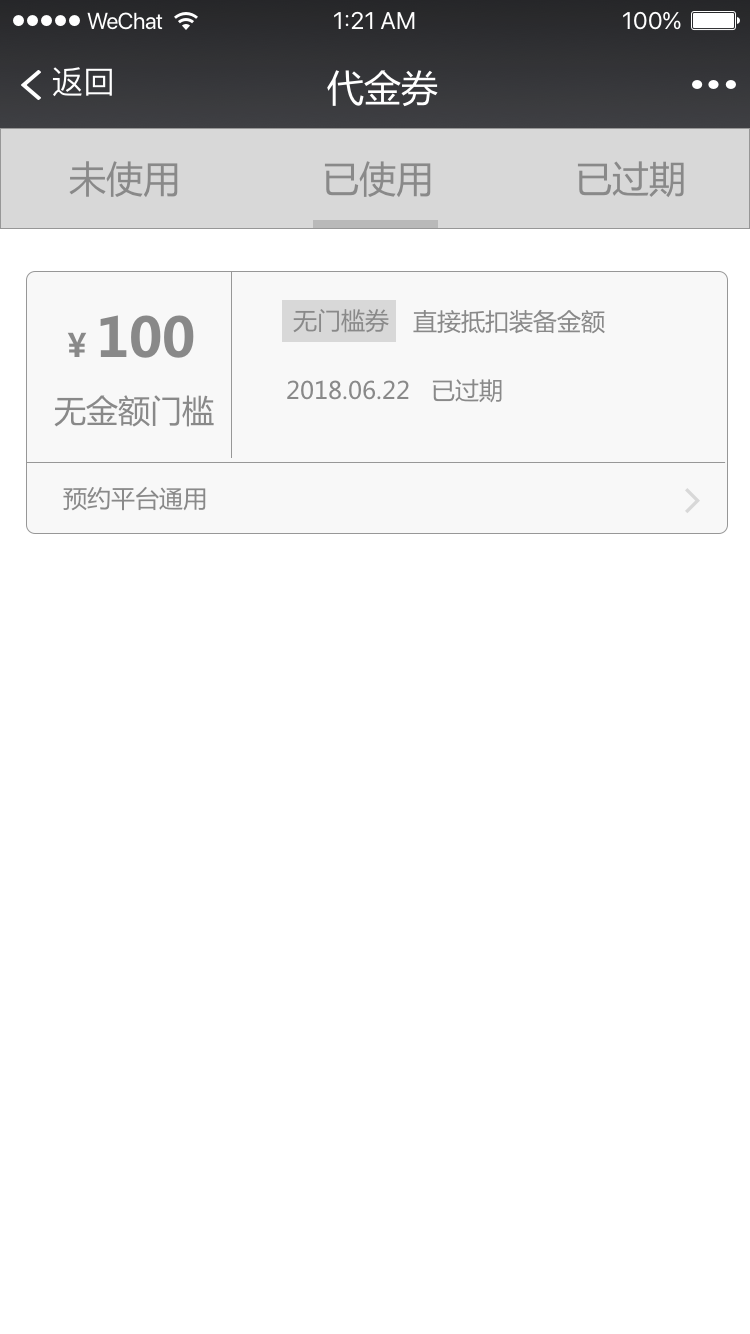 WeChat 1:21 AM 100%
返回 代金券
未使用 已使用 已过期
¥ 100
无金额门槛
无门槛券 直接抵扣装备金额
2018.06.22 已过期
预约平台通用